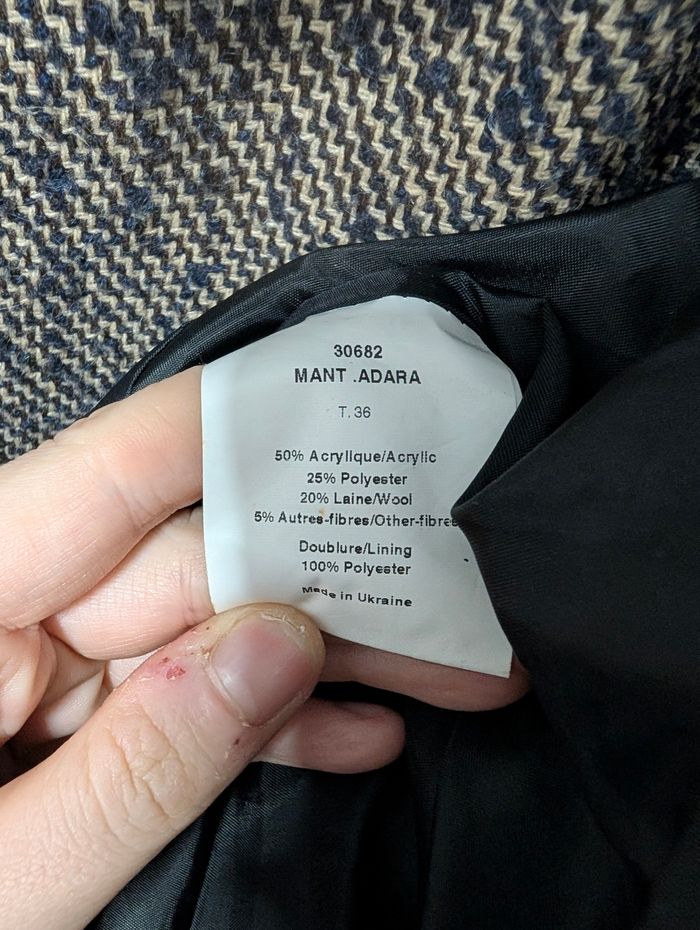 30682
MANT .ADARA
T. 36
50% Acrylique/Acrylic
25% Polyester
20% Laine/Wool
5% Autres-fibres/Other-fibres
Doublure/Lining
100% Polyester
Made in Ukraine